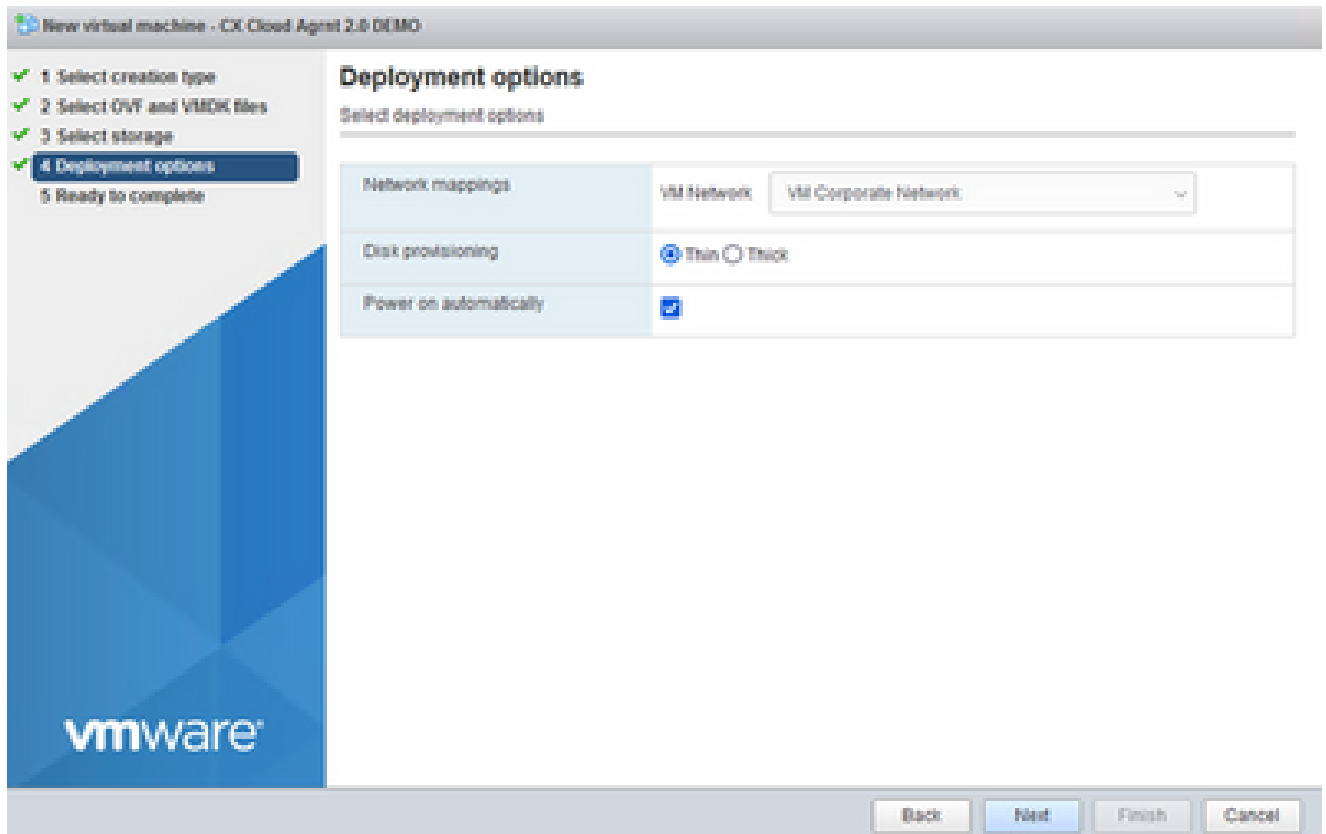 New virtual machine - CX Cloud Agent 2.0 DEMO
1 Select creation type
2 Select OVF and VMDK files
3 Select storage
4 Deployment options
5 Ready to complete
Deployment options
Select deployment options
Network mappings
VM Network VM Corporate Network
Disk provisioning
Thin Thick
Power on automatically
vmware
Back Next Finish Cancel